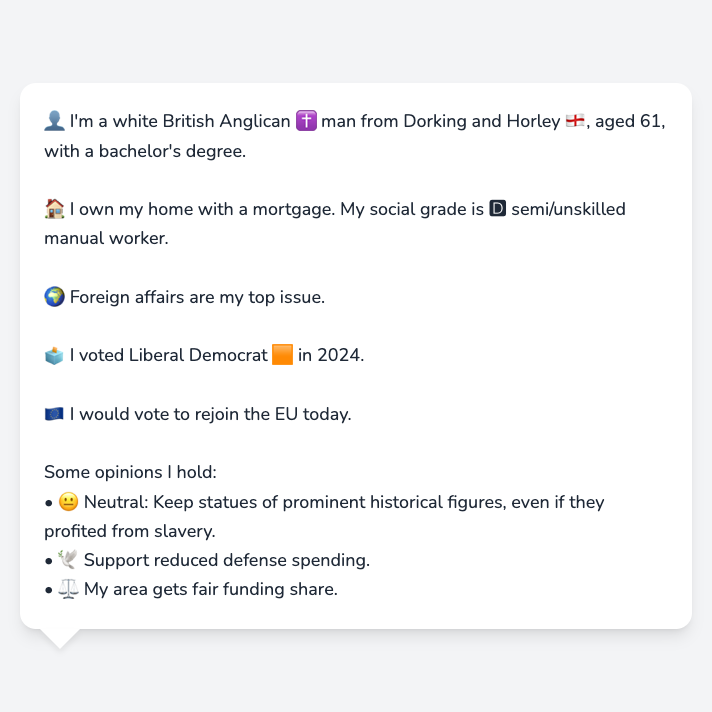 👤 I'm a white British Anglican ✝️ man from Dorking and Horley 🏴󠁧󠁢󠁥󠁮󠁧󠁿, aged 61,
with a bachelor's degree.
🏠 I own my home with a mortgage. My social grade is 🅳 semi/unskilled
manual worker.
🌍 Foreign affairs are my top issue.
🗳️ I voted Liberal Democrat 🟧 in 2024.
🇪🇺 I would vote to rejoin the EU today.
Some opinions I hold:
• 😐 Neutral: Keep statues of prominent historical figures, even if they
profited from slavery.
• 🕊️ Support reduced defense spending.
• ⚖️ My area gets fair funding share.